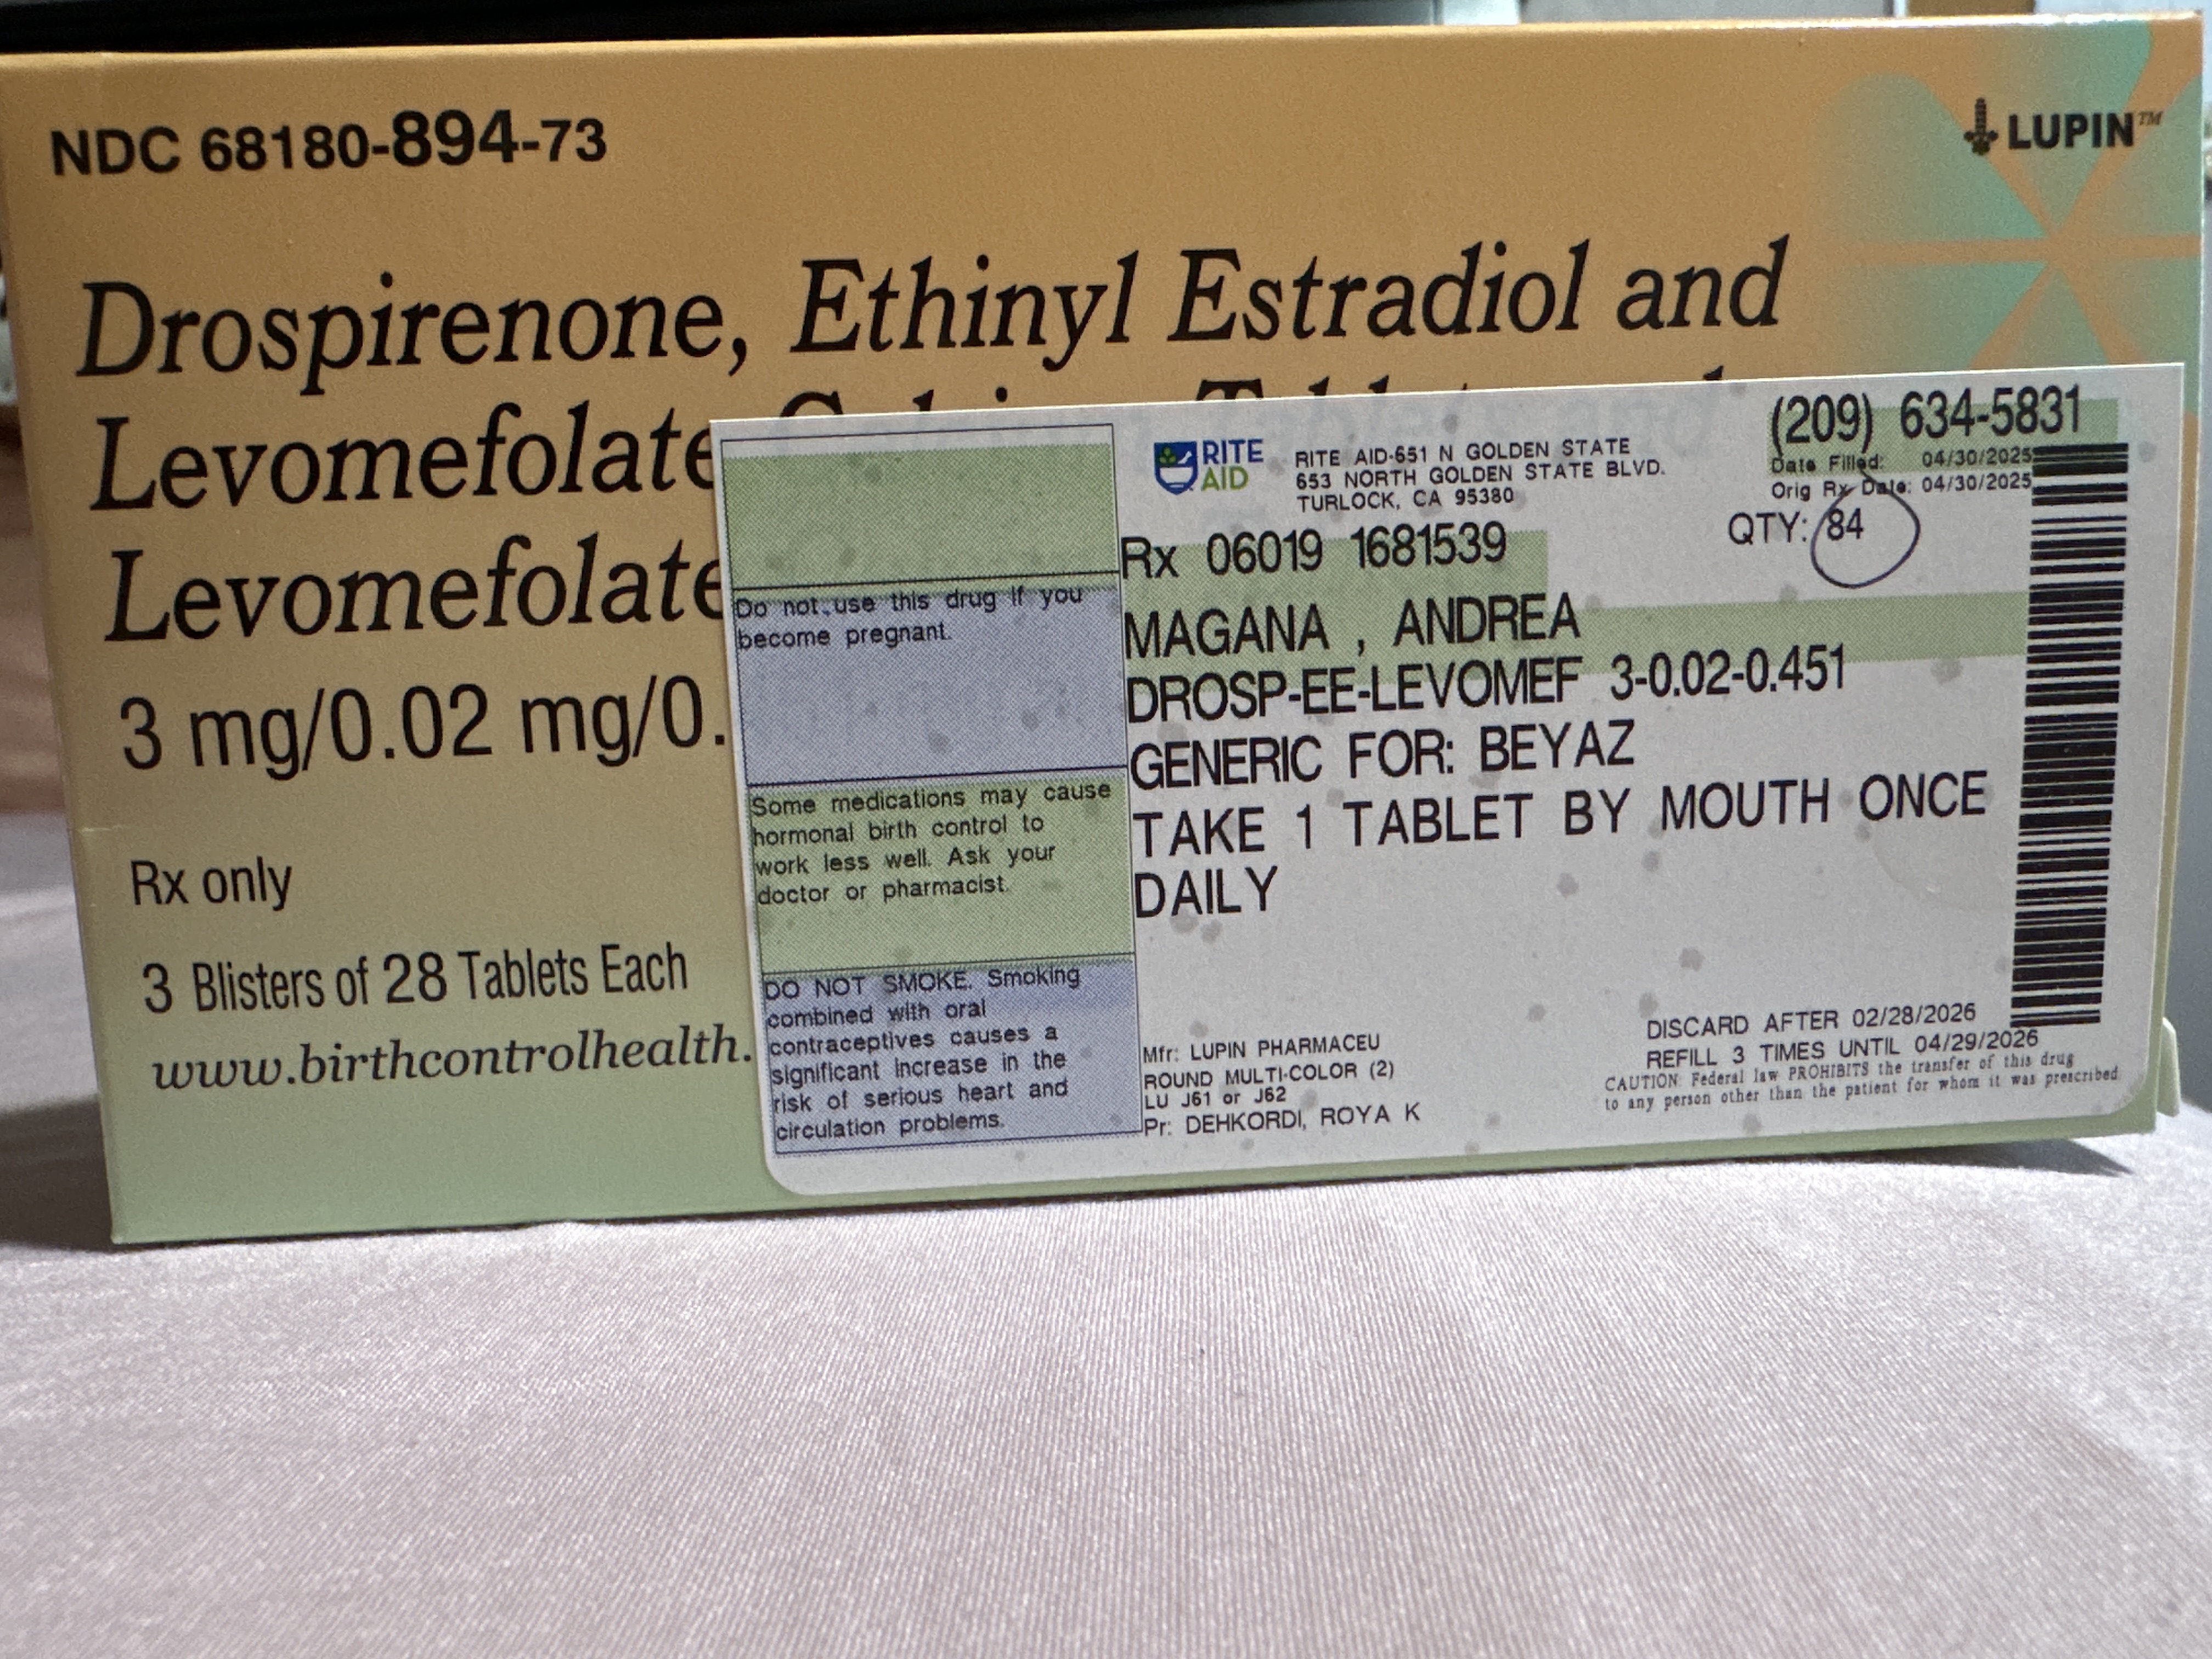 NDC 68180-894-73
LUPIN™
Drospirenone, Ethinyl Estradiol and
Levomefolate
Levomefolate
3 mg/0.02 mg/0.
Rx only
3 Blisters of 28 Tablets Each
www.birthcontrolhealth.
Do not use this drug if you
become pregnant.
Some medications may cause
hormonal birth control to
work less well. Ask your
doctor or pharmacist.
DO NOT SMOKE. Smoking
combined with oral
contraceptives causes a
significant increase in the
risk of serious heart and
circulation problems.
RITE
AID
RITE AID-651 N GOLDEN STATE
653 NORTH GOLDEN STATE BLVD.
TURLOCK, CA 95380
(209) 634-5831
Date Filled: 04/30/2025
Orig Rx Date: 04/30/2025
QTY: 84
Rx 06019 1681539
MAGANA , ANDREA
DROSP-EE-LEVOMEF 3-0.02-0.451
GENERIC FOR: BEYAZ
TAKE 1 TABLET BY MOUTH ONCE
DAILY
Mfr: LUPIN PHARMACEU
ROUND MULTI-COLOR (2)
LU J61 or J62
Pr: DEHKORDI, ROYA K
DISCARD AFTER 02/28/2026
REFILL 3 TIMES UNTIL 04/29/2026
CAUTION: Federal law PROHIBITS the transfer of this drug
to any person other than the patient for whom it was prescribed.